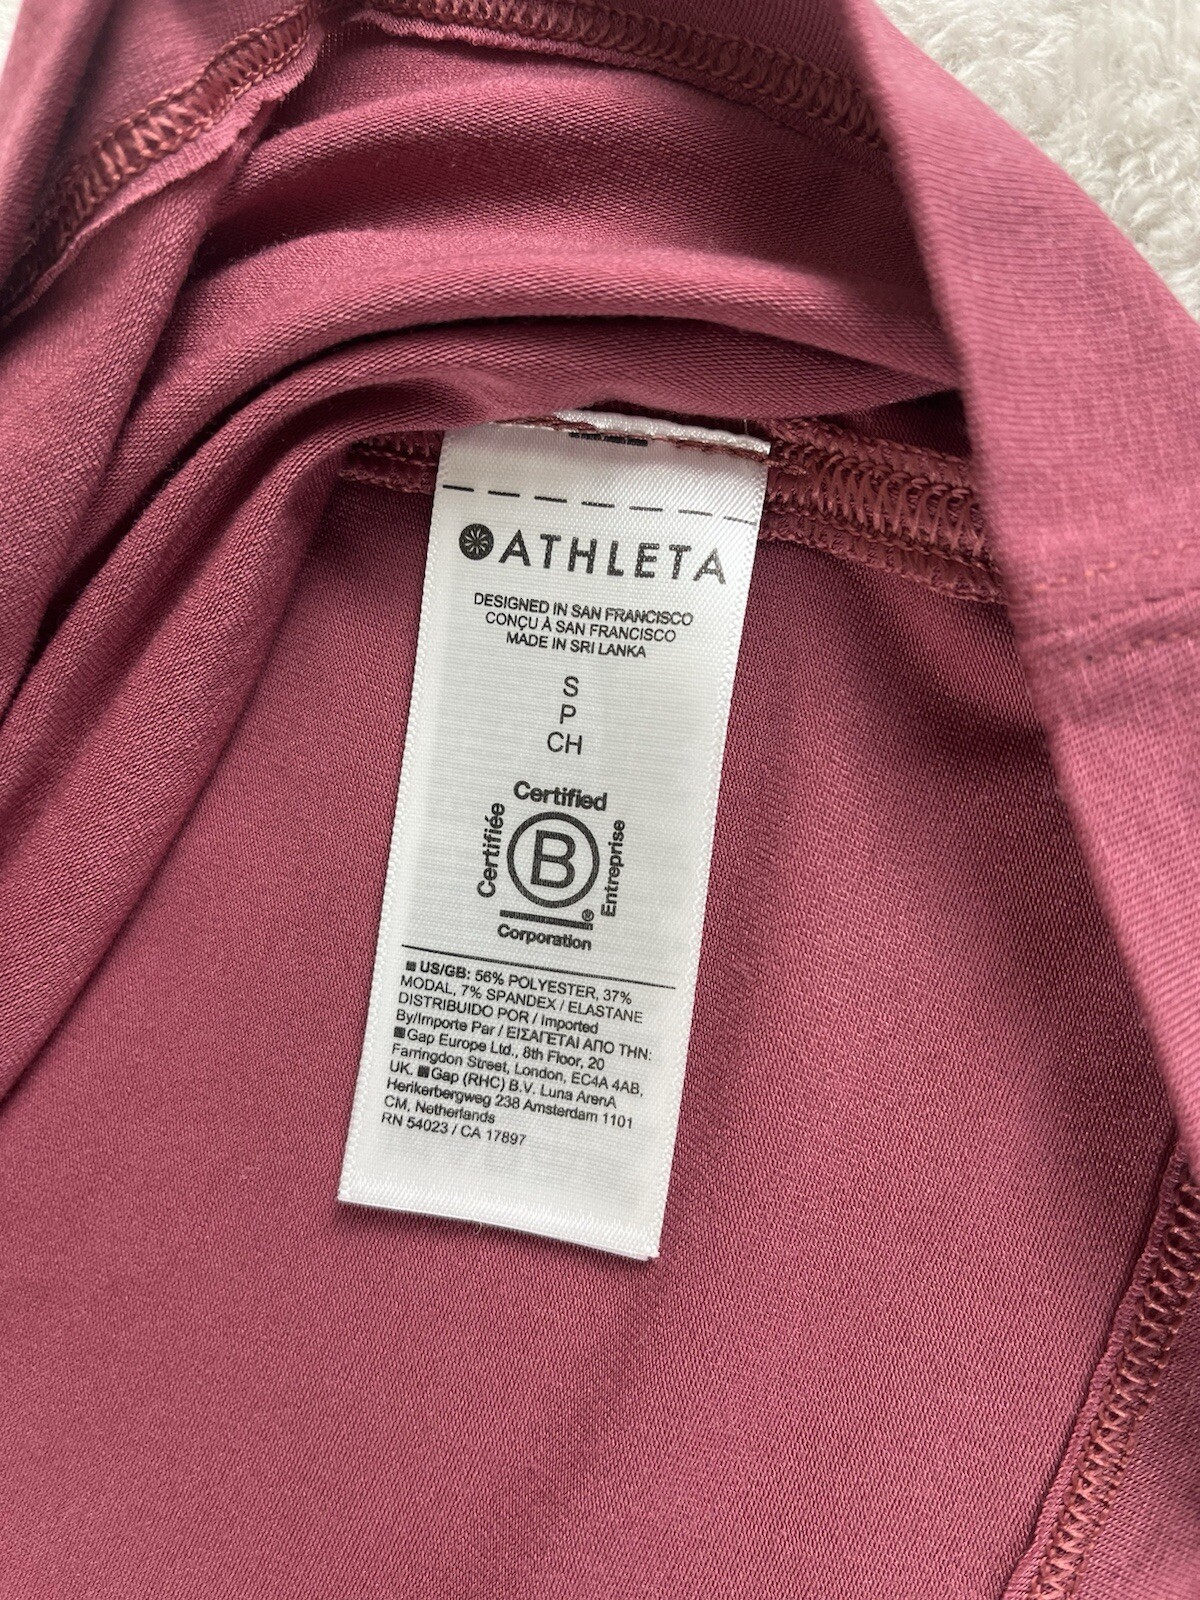 ATHLETA
DESIGNED IN SAN FRANCISCO
CONÇU À SAN FRANCISCO
MADE IN SRI LANKA
S
P
CH
Certified
Certifiée
B
Entreprise
®
Corporation
US/GB: 56% POLYESTER, 37%
MODAL, 7% SPANDEX / ELASTANE
DISTRIBUIDO POR / Imported
By/Importe Par / ΕΙΣΑΓΕΤΑΙ ΑΠΟ ΤΗΝ:
Gap Europe Ltd., 8th Floor, 20
Farringdon Street, London, EC4A 4AB,
UK. Gap (RHC) B.V. Luna ArenA
Herikerbergweg 238 Amsterdam 1101
CM, Netherlands
RN 54023 / CA 17897